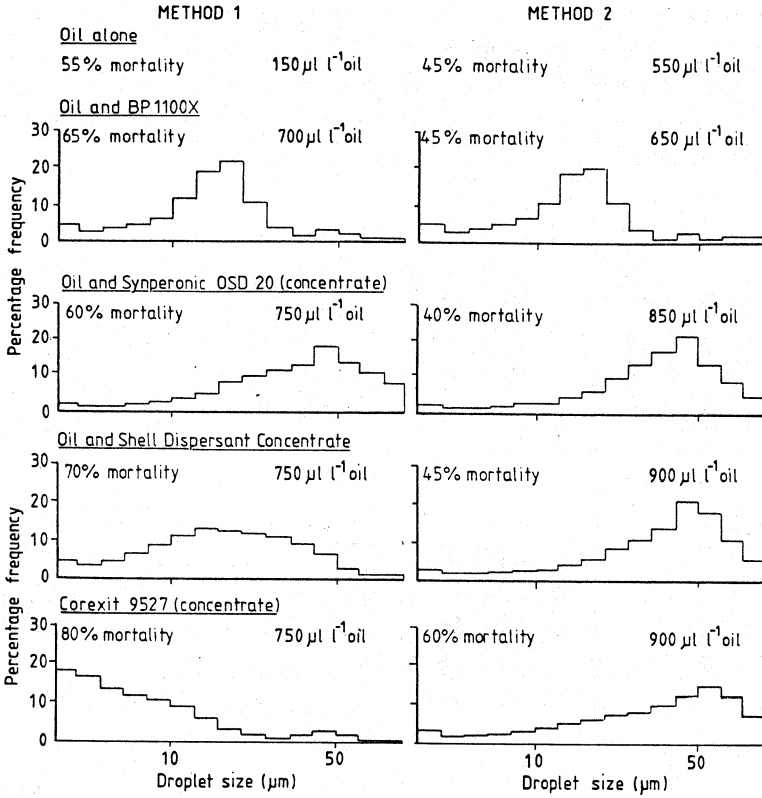 METHOD 1 METHOD 2
Oil alone
55% mortality 150 µl l⁻¹ oil 45% mortality 550 µl l⁻¹ oil
Oil and BP1100X
30
65% mortality 700 µl l⁻¹ oil 45% mortality 650 µl l⁻¹ oil
20
10
0
Percentage frequency
Oil and Synperonic OSD 20 (concentrate)
30
60% mortality 750 µl l⁻¹ oil 40% mortality 850 µl l⁻¹ oil
20
10
0
Oil and Shell Dispersant Concentrate
30
70% mortality 750 µl l⁻¹ oil 45% mortality 900 µl l⁻¹ oil
20
10
0
Percentage frequency
Corexit 9527 (concentrate)
30
80% mortality 750 µl l⁻¹ oil 60% mortality 900 µl l⁻¹ oil
20
10
0
10 50 10 50
Droplet size (µm) Droplet size (µm)